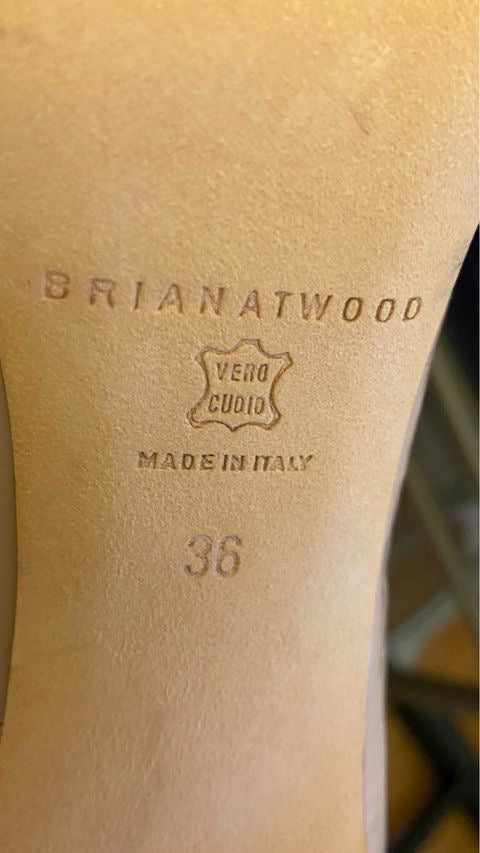 BRIAN ATWOOD
VERO
CUOIO
MADE IN ITALY
36